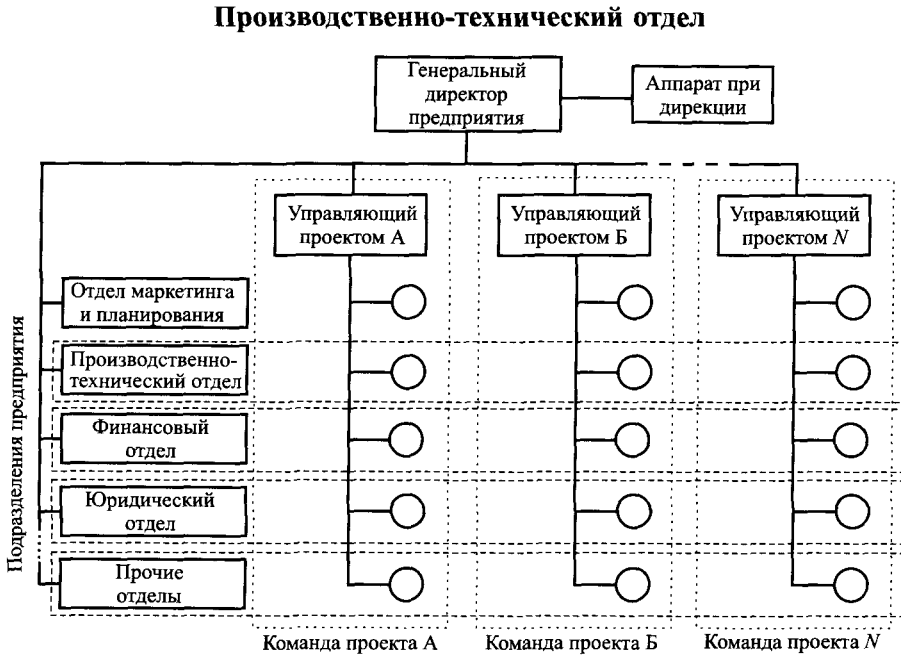 Производственно-технический отдел
Генеральный
директор
предприятия
Аппарат при
дирекции
Управляющий
проектом А
Управляющий
проектом Б
Управляющий
проектом N
Подразделения предприятия
Отдел маркетинга
и планирования
Производственно-
технический отдел
Финансовый
отдел
Юридический
отдел
Прочие
отделы
Команда проекта А
Команда проекта Б
Команда проекта N